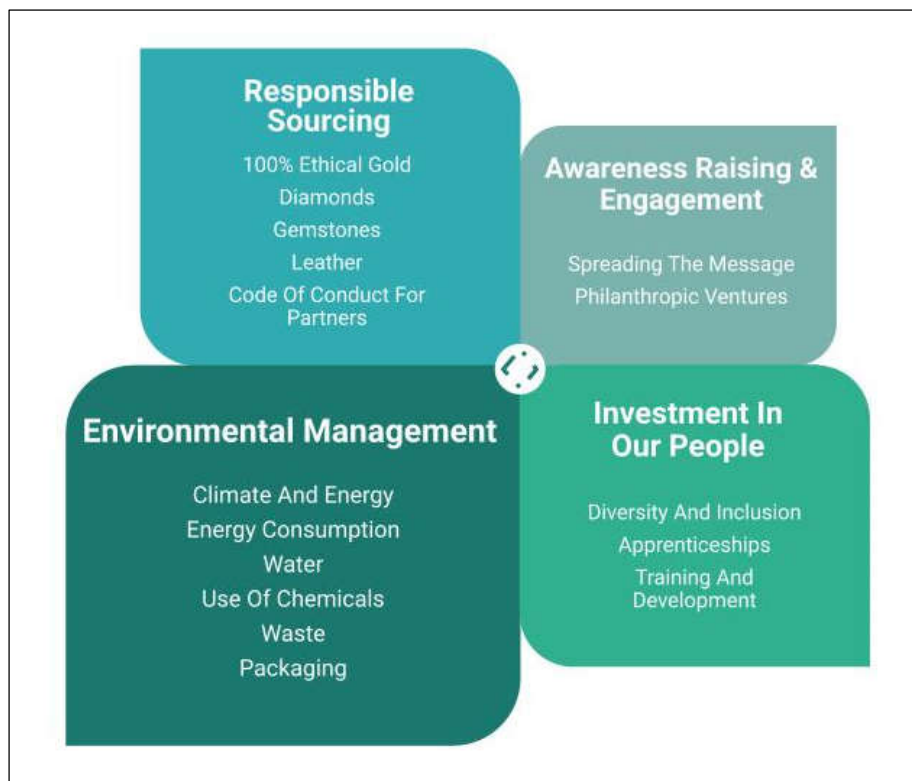 Responsible
Sourcing
100% Ethical Gold
Diamonds
Gemstones
Leather
Code Of Conduct For
Partners
Awareness Raising &
Engagement
Spreading The Message
Philanthropic Ventures
Environmental Management
Climate And Energy
Energy Consumption
Water
Use Of Chemicals
Waste
Packaging
Investment In
Our People
Diversity And Inclusion
Apprenticeships
Training And
Development